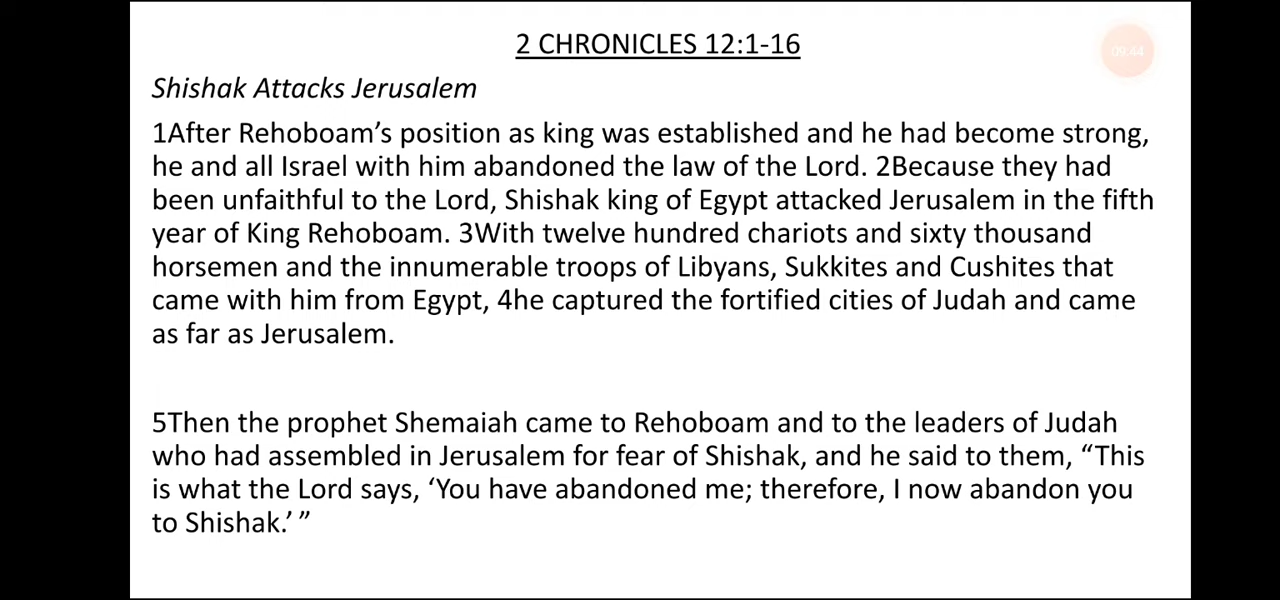 2 CHRONICLES 12:1-16
09:44
Shishak Attacks Jerusalem
1After Rehoboam’s position as king was established and he had become strong,
he and all Israel with him abandoned the law of the Lord. 2Because they had
been unfaithful to the Lord, Shishak king of Egypt attacked Jerusalem in the fifth
year of King Rehoboam. 3With twelve hundred chariots and sixty thousand
horsemen and the innumerable troops of Libyans, Sukkites and Cushites that
came with him from Egypt, 4he captured the fortified cities of Judah and came
as far as Jerusalem.
5Then the prophet Shemaiah came to Rehoboam and to the leaders of Judah
who had assembled in Jerusalem for fear of Shishak, and he said to them, “This
is what the Lord says, ‘You have abandoned me; therefore, I now abandon you
to Shishak.’ ”